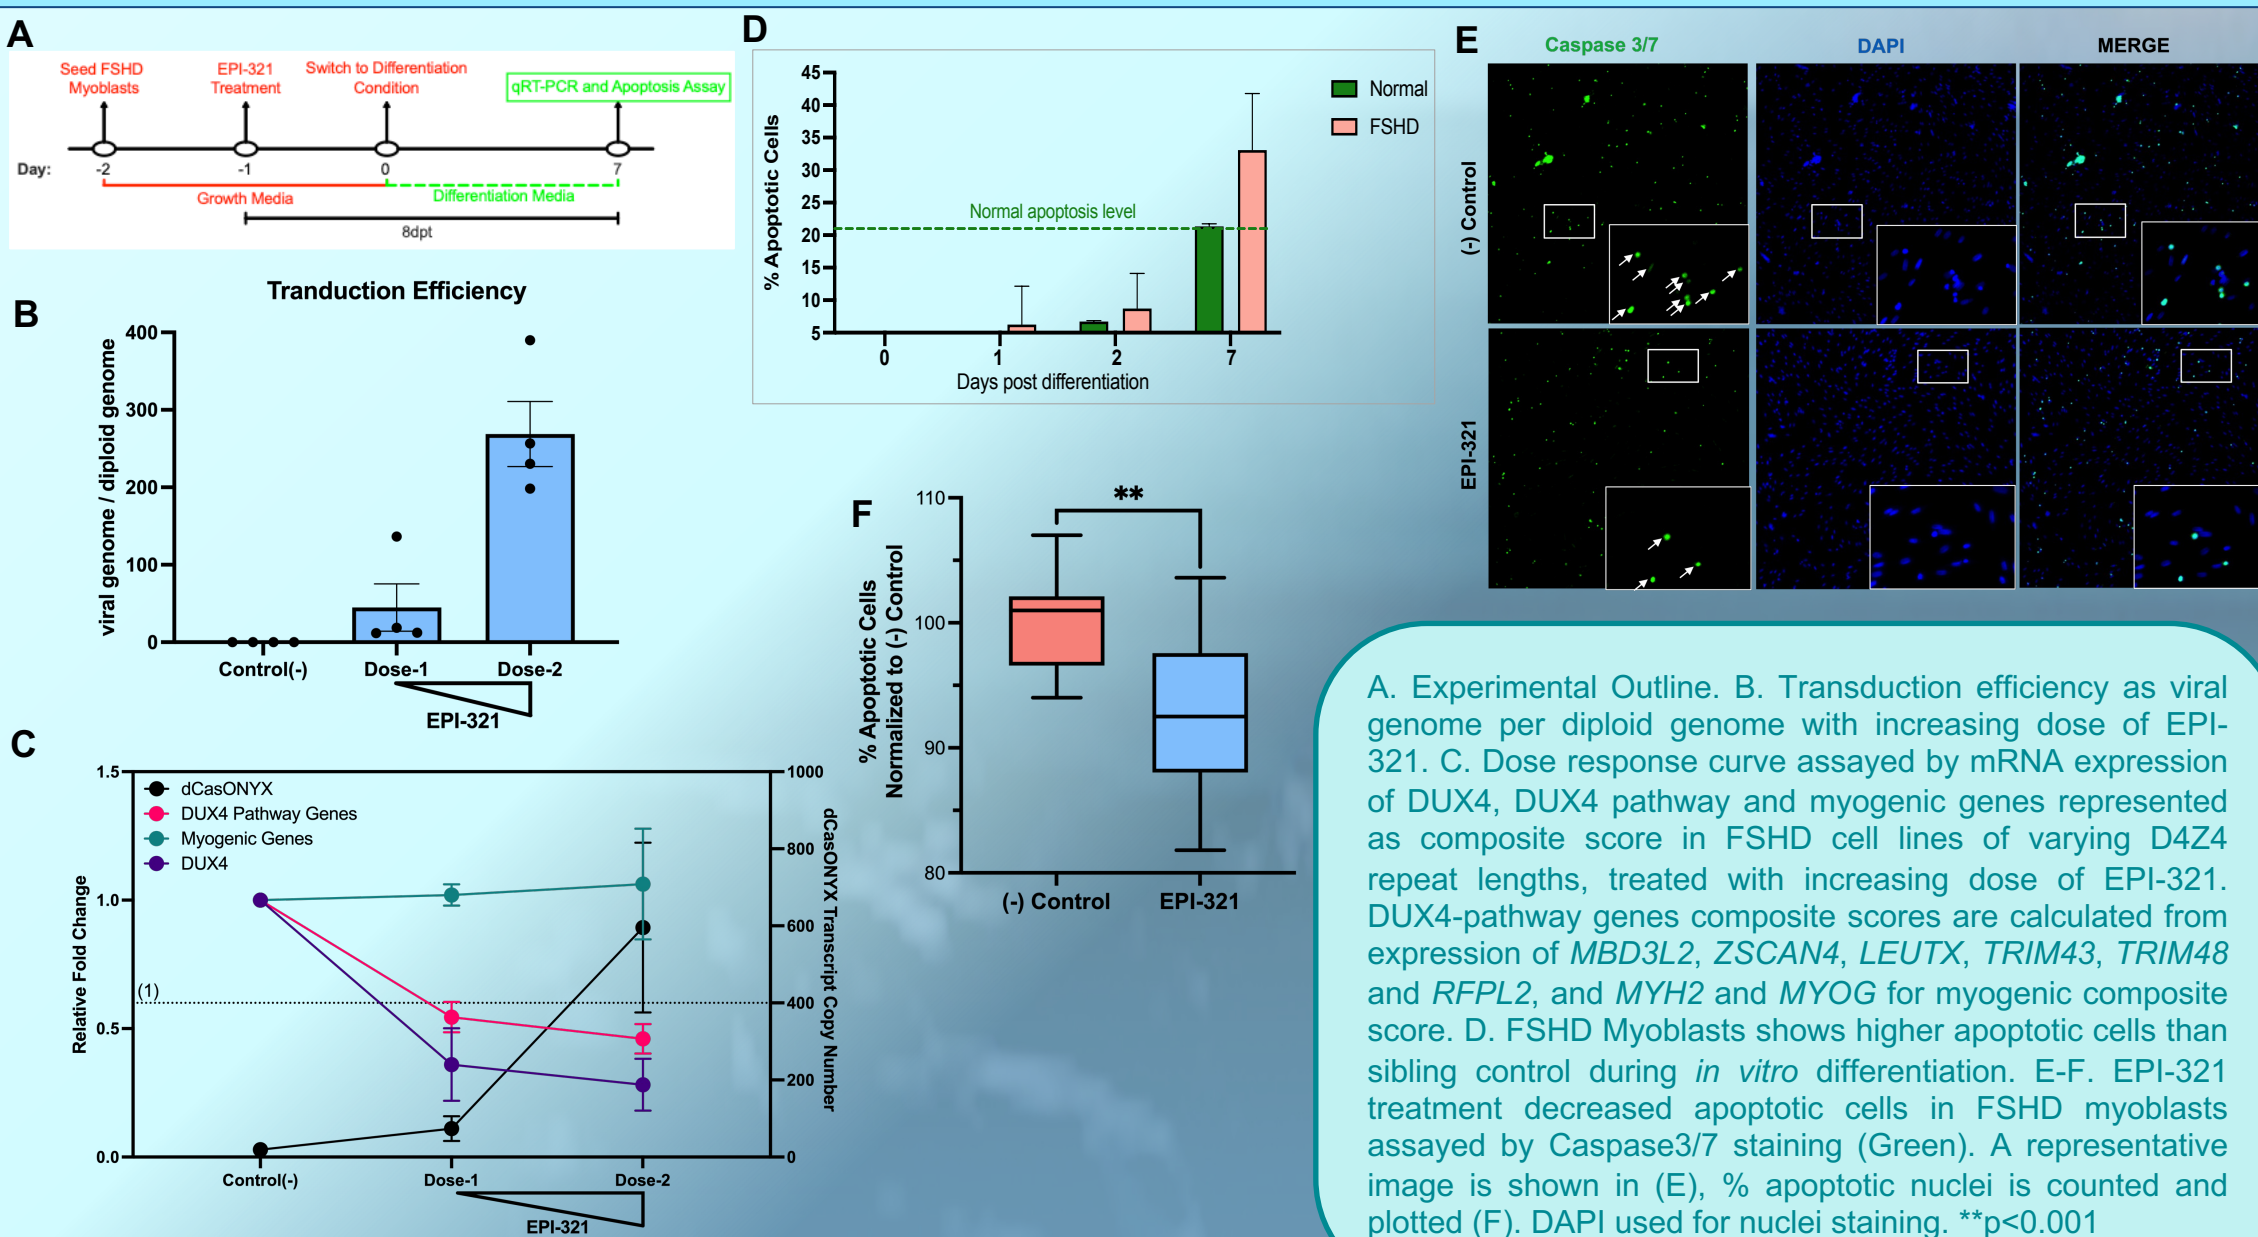 A
Seed FSHD
Myoblasts
EPI-321
Treatment
Switch to Differentiation
Condition
qRT-PCR and Apoptosis Assay
Day:
-2
-1
0
7
Growth Media
Differentiation Media
8dpt
B
Tranduction Efficiency
viral genome / diploid genome
400
300
200
100
0
Control(-)
Dose-1
Dose-2
EPI-321
C
dCasONYX
DUX4 Pathway Genes
Myogenic Genes
DUX4
Relative Fold Change
1.5
1.0
0.5
0.0
(1)
1000
800
600
400
200
0
dCasONYX Transcript Copy Number
Control(-)
Dose-1
Dose-2
EPI-321
D
% Apoptotic Cells
45
40
35
30
25
20
15
10
5
Normal apoptosis level
Normal
FSHD
0
1
2
7
Days post differentiation
E
Caspase 3/7
DAPI
MERGE
(-) Control
EPI-321
F
% Apoptotic Cells
Normalized to (-) Control
110
100
90
80
**
(-) Control
EPI-321
A. Experimental Outline. B. Transduction efficiency as viral
genome per diploid genome with increasing dose of EPI-
321. C. Dose response curve assayed by mRNA expression
of DUX4, DUX4 pathway and myogenic genes represented
as composite score in FSHD cell lines of varying D4Z4
repeat lengths, treated with increasing dose of EPI-321.
DUX4-pathway genes composite scores are calculated from
expression of MBD3L2, ZSCAN4, LEUTX, TRIM43, TRIM48
and RFPL2, and MYH2 and MYOG for myogenic composite
score. D. FSHD Myoblasts shows higher apoptotic cells than
sibling control during in vitro differentiation. E-F. EPI-321
treatment decreased apoptotic cells in FSHD myoblasts
assayed by Caspase3/7 staining (Green). A representative
image is shown in (E), % apoptotic nuclei is counted and
plotted (F). DAPI used for nuclei staining. **p<0.001